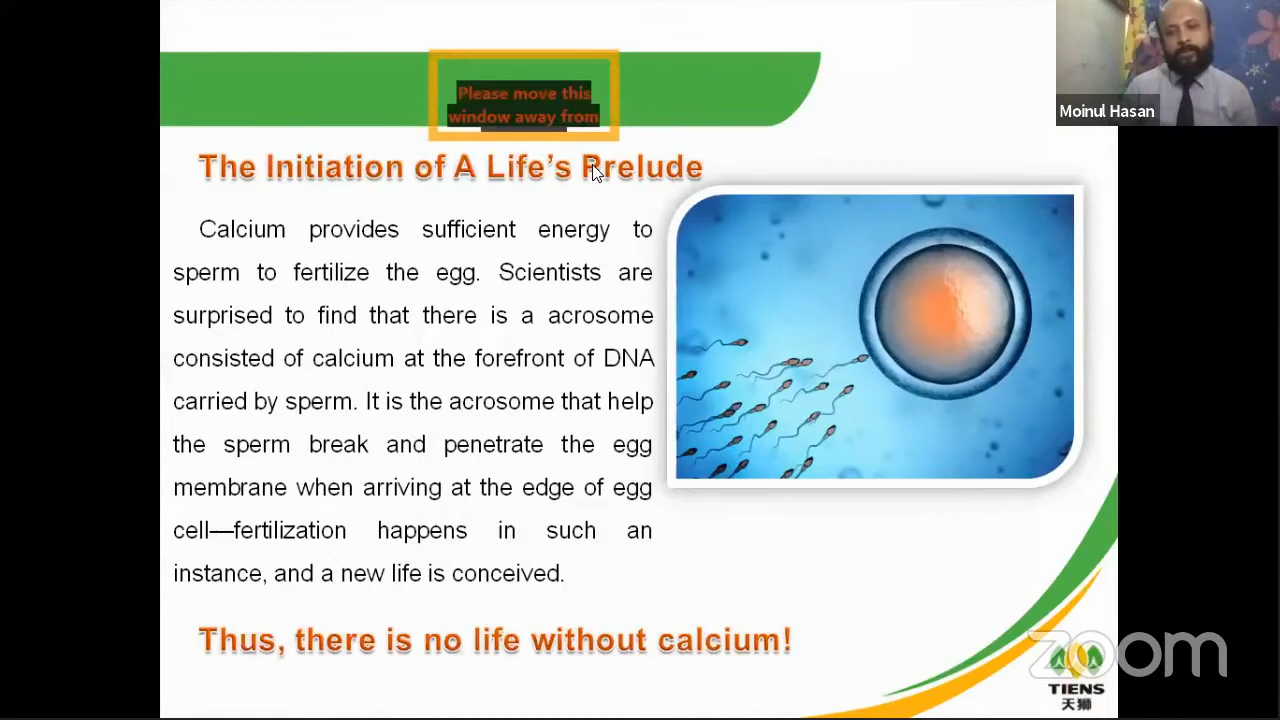 Please move this
window away from
Moinul Hasan
The Initiation of A Life's Prelude
Calcium provides sufficient energy to
sperm to fertilize the egg. Scientists are
surprised to find that there is a acrosome
consisted of calcium at the forefront of DNA
carried by sperm. It is the acrosome that help
the sperm break and penetrate the egg
membrane when arriving at the edge of egg
cell—fertilization happens in such an
instance, and a new life is conceived.
Thus, there is no life without calcium!
zoom
TIENS
天狮